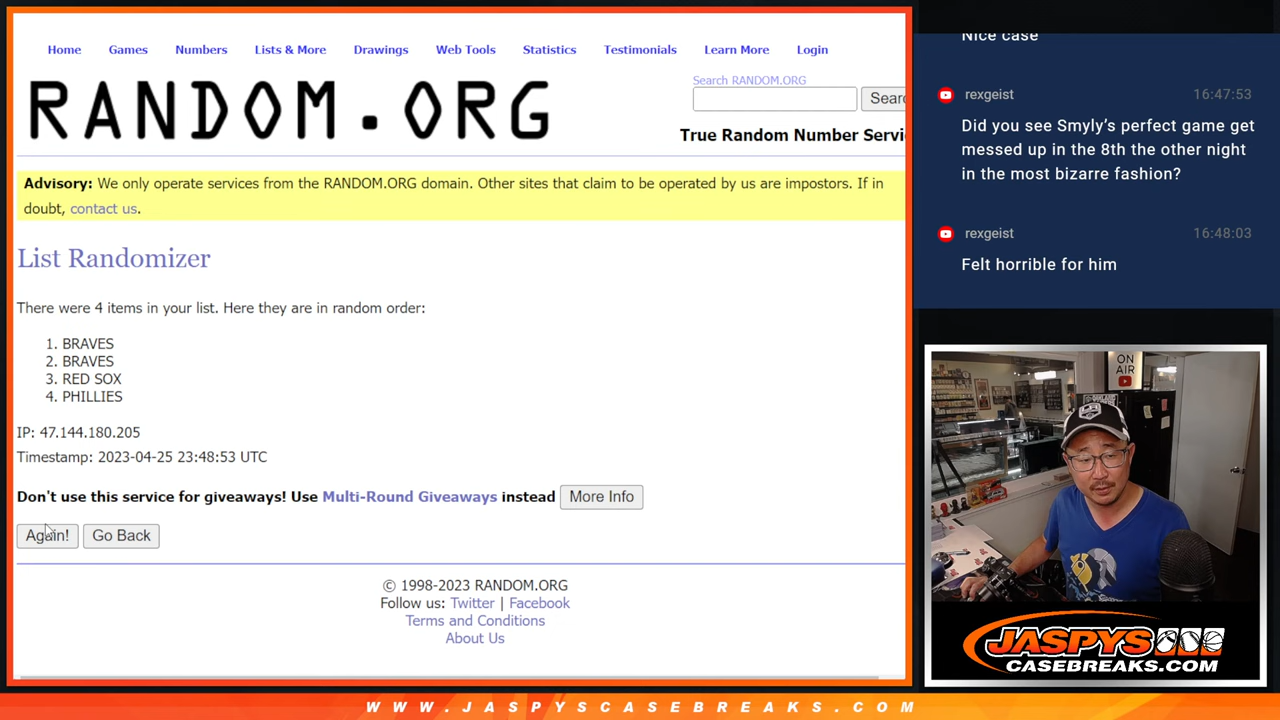 Home Games Numbers Lists & More Drawings Web Tools Statistics Testimonials Learn More Login
RANDOM.ORG
Search RANDOM.ORG
Searc
True Random Number Servi
Advisory: We only operate services from the RANDOM.ORG domain. Other sites that claim to be operated by us are impostors. If in
doubt, contact us.
List Randomizer
There were 4 items in your list. Here they are in random order:
1. BRAVES
2. BRAVES
3. RED SOX
4. PHILLIES
IP: 47.144.180.205
Timestamp: 2023-04-25 23:48:53 UTC
Don't use this service for giveaways! Use Multi-Round Giveaways instead More Info
Again! Go Back
© 1998-2023 RANDOM.ORG
Follow us: Twitter | Facebook
Terms and Conditions
About Us
Nice case
rexgeist 16:47:53
Did you see Smyly’s perfect game get
messed up in the 8th the other night
in the most bizarre fashion?
rexgeist 16:48:03
Felt horrible for him
ON
AIR
JASPYS
CASEBREAKS.COM
WWW.JASPYSCASEBREAKS.COM